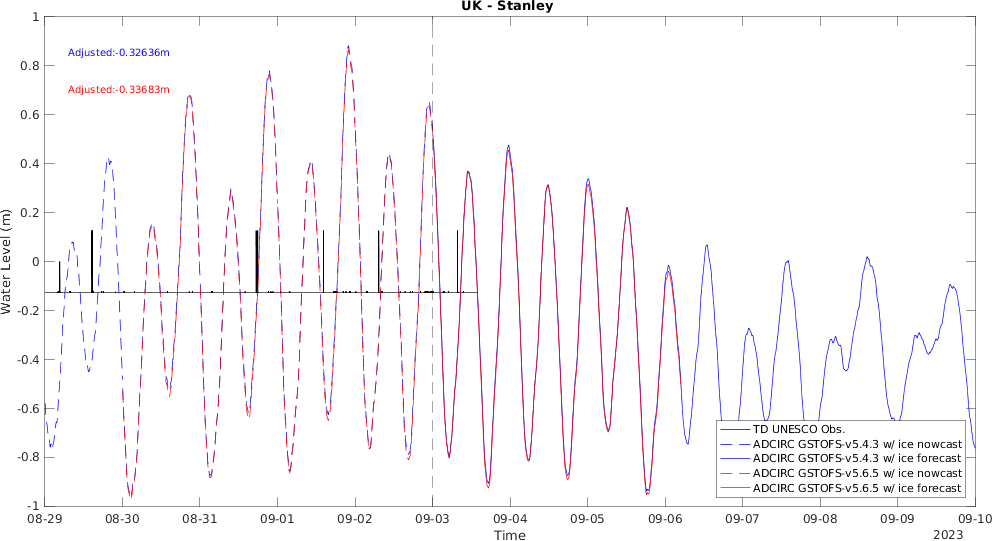 UK - Stanley
1
0.8
0.6
0.4
0.2
0
-0.2
-0.4
-0.6
-0.8
-1
Water Level (m)
Adjusted:-0.32636m
Adjusted:-0.33683m
TD UNESCO Obs.
ADCIRC GSTOFS-v5.4.3 w/ ice nowcast
ADCIRC GSTOFS-v5.4.3 w/ ice forecast
ADCIRC GSTOFS-v5.6.5 w/ ice nowcast
ADCIRC GSTOFS-v5.6.5 w/ ice forecast
08-29 08-30 08-31 09-01 09-02 09-03 09-04 09-05 09-06 09-07 09-08 09-09 09-10
Time
2023